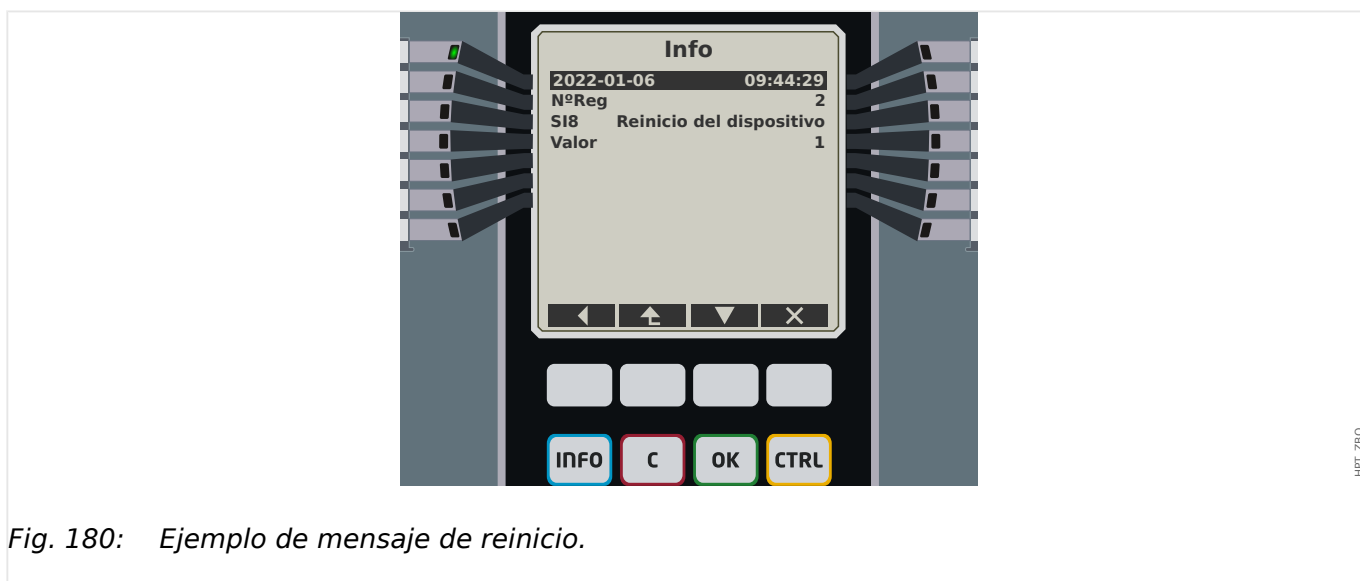 Info
2022-01-06 09:44:29
NºReg 2
SI8 Reinicio del dispositivo
Valor 1
INFO C OK CTRL
HPT_ZBO
Fig. 180: Ejemplo de mensaje de reinicio.